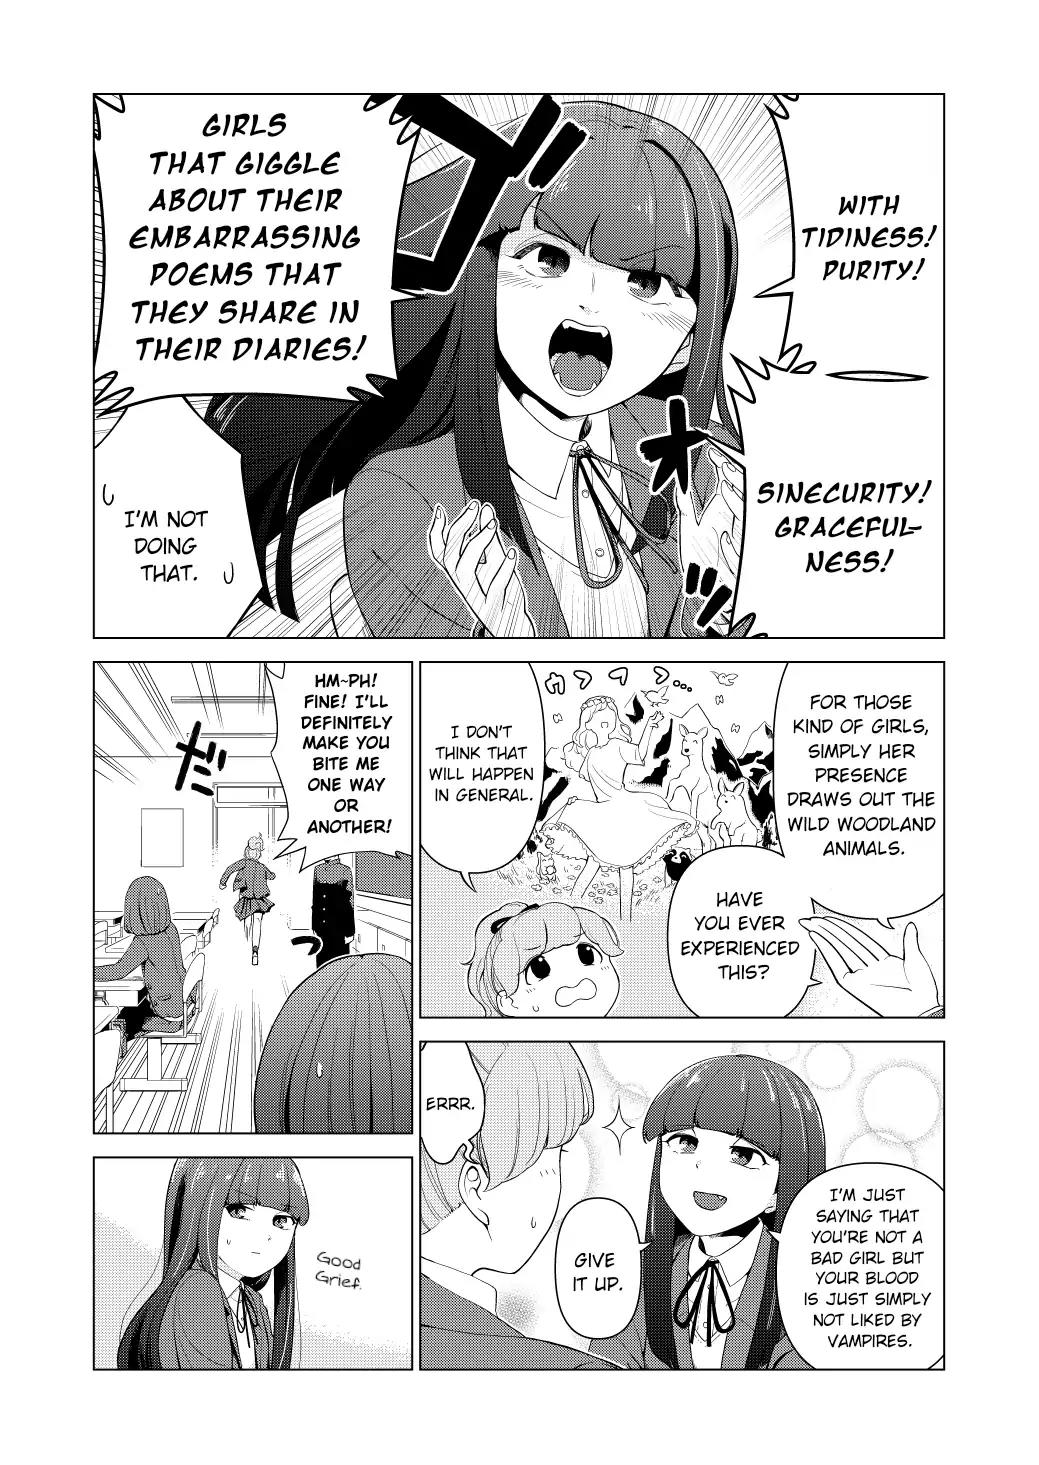 WITH
TIDINESS!
PURITY!
SINECURITY!
GRACEFUL-
NESS!
GIRLS
THAT GIGGLE
ABOUT THEIR
EMBARRASSING
POEMS THAT
THEY SHARE IN
THEIR DIARIES!
I'M NOT
DOING
THAT.
FOR THOSE
KIND OF GIRLS,
SIMPLY HER
PRESENCE
DRAWS OUT THE
WILD WOODLAND
ANIMALS.
HAVE
YOU EVER
EXPERIENCED
THIS?
I DON'T
THINK THAT
WILL HAPPEN
IN GENERAL.
I'M JUST
SAYING THAT
YOU'RE NOT A
BAD GIRL BUT
YOUR BLOOD
IS JUST SIMPLY
NOT LIKED BY
VAMPIRES.
GIVE
IT UP.
ERRR.
HM~PH!
FINE! I'LL
DEFINITELY
MAKE YOU
BITE ME
ONE WAY
OR
ANOTHER!
Good
Grief.